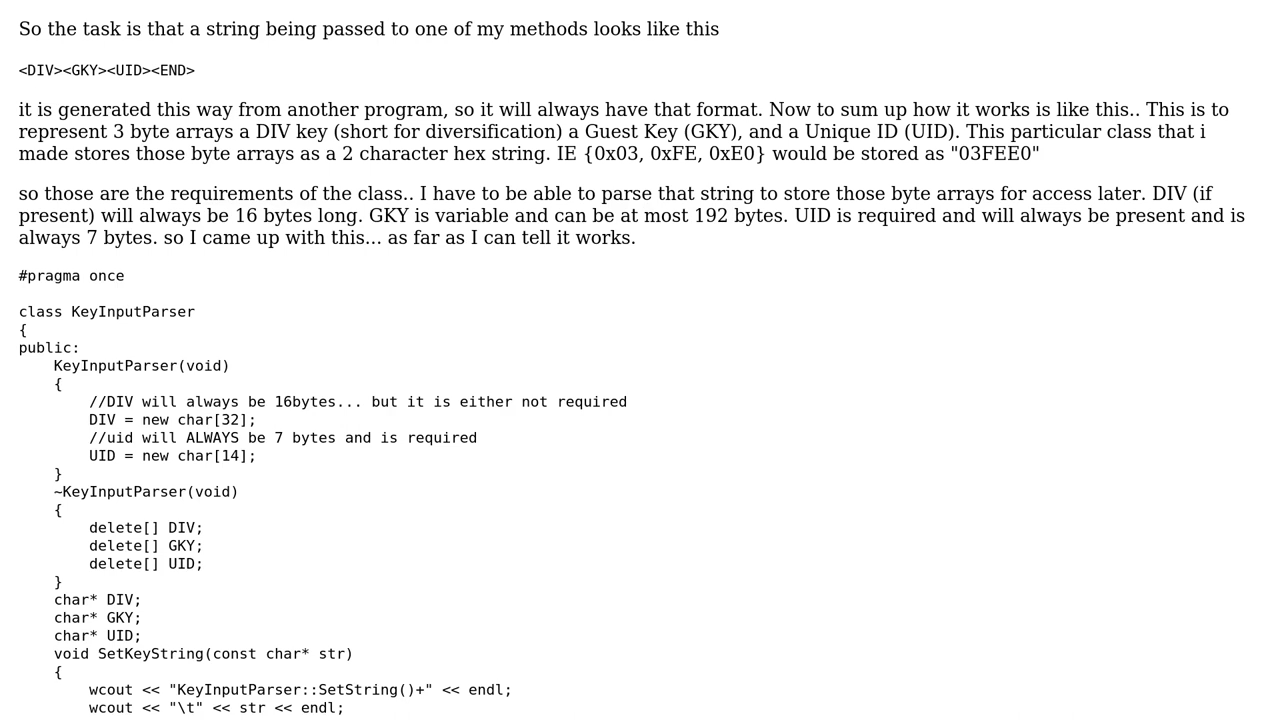 So the task is that a string being passed to one of my methods looks like this
<DIV><GKY><UID><END>
it is generated this way from another program, so it will always have that format. Now to sum up how it works is like this.. This is to
represent 3 byte arrays a DIV key (short for diversification) a Guest Key (GKY), and a Unique ID (UID). This particular class that i
made stores those byte arrays as a 2 character hex string. IE {0x03, 0xFE, 0xE0} would be stored as "03FEE0"
so those are the requirements of the class.. I have to be able to parse that string to store those byte arrays for access later. DIV (if
present) will always be 16 bytes long. GKY is variable and can be at most 192 bytes. UID is required and will always be present and is
always 7 bytes. so I came up with this... as far as I can tell it works.
#pragma once
class KeyInputParser
{
public:
    KeyInputParser(void)
    {
        //DIV will always be 16bytes... but it is either not required
        DIV = new char[32];
        //uid will ALWAYS be 7 bytes and is required
        UID = new char[14];
    }
    ~KeyInputParser(void)
    {
        delete[] DIV;
        delete[] GKY;
        delete[] UID;
    }
    char* DIV;
    char* GKY;
    char* UID;
    void SetKeyString(const char* str)
    {
        wcout << "KeyInputParser::SetString()+" << endl;
        wcout << "\t" << str << endl;